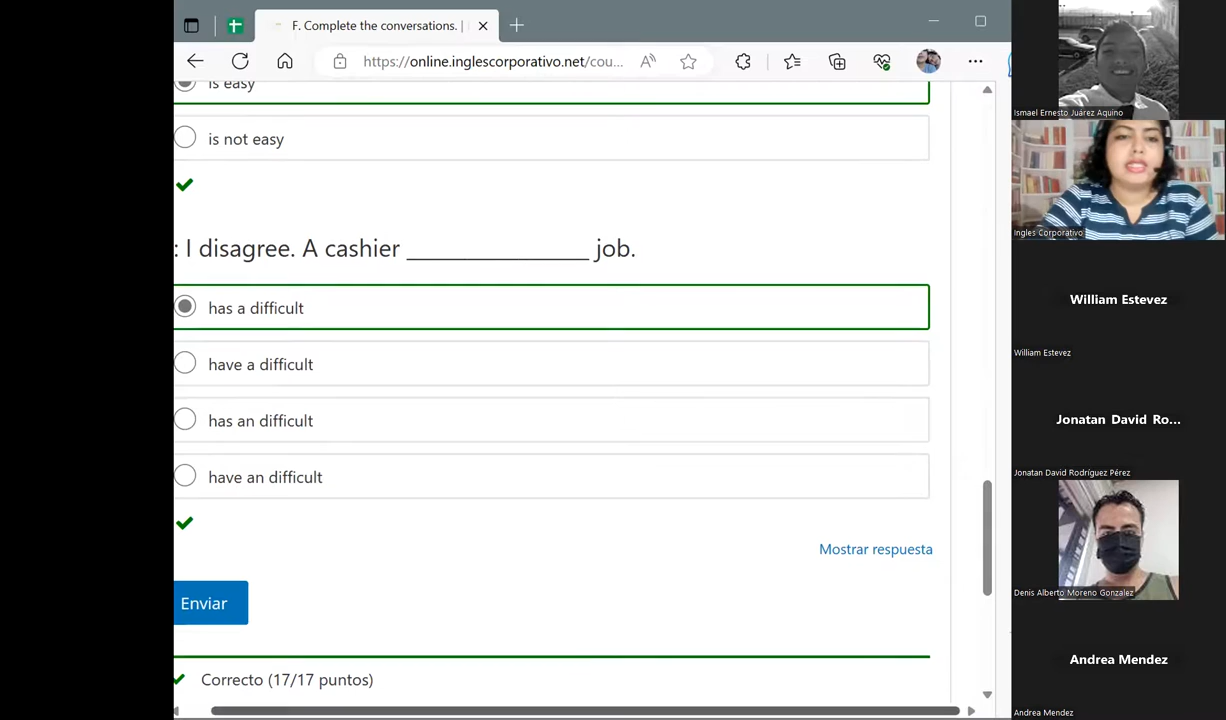 F. Complete the conversations. |
https://online.inglescorporativo.net/cou...
is easy
is not easy
: I disagree. A cashier ________________ job.
has a difficult
have a difficult
has an difficult
have an difficult
Mostrar respuesta
Enviar
Correcto (17/17 puntos)
Ismael Ernesto Juárez Aquino
Ingles Corporativo
William Estevez
William Estevez
Jonatan David Ro...
Jonatan David Rodríguez Pérez
Denis Alberto Moreno Gonzalez
Andrea Mendez
Andrea Mendez